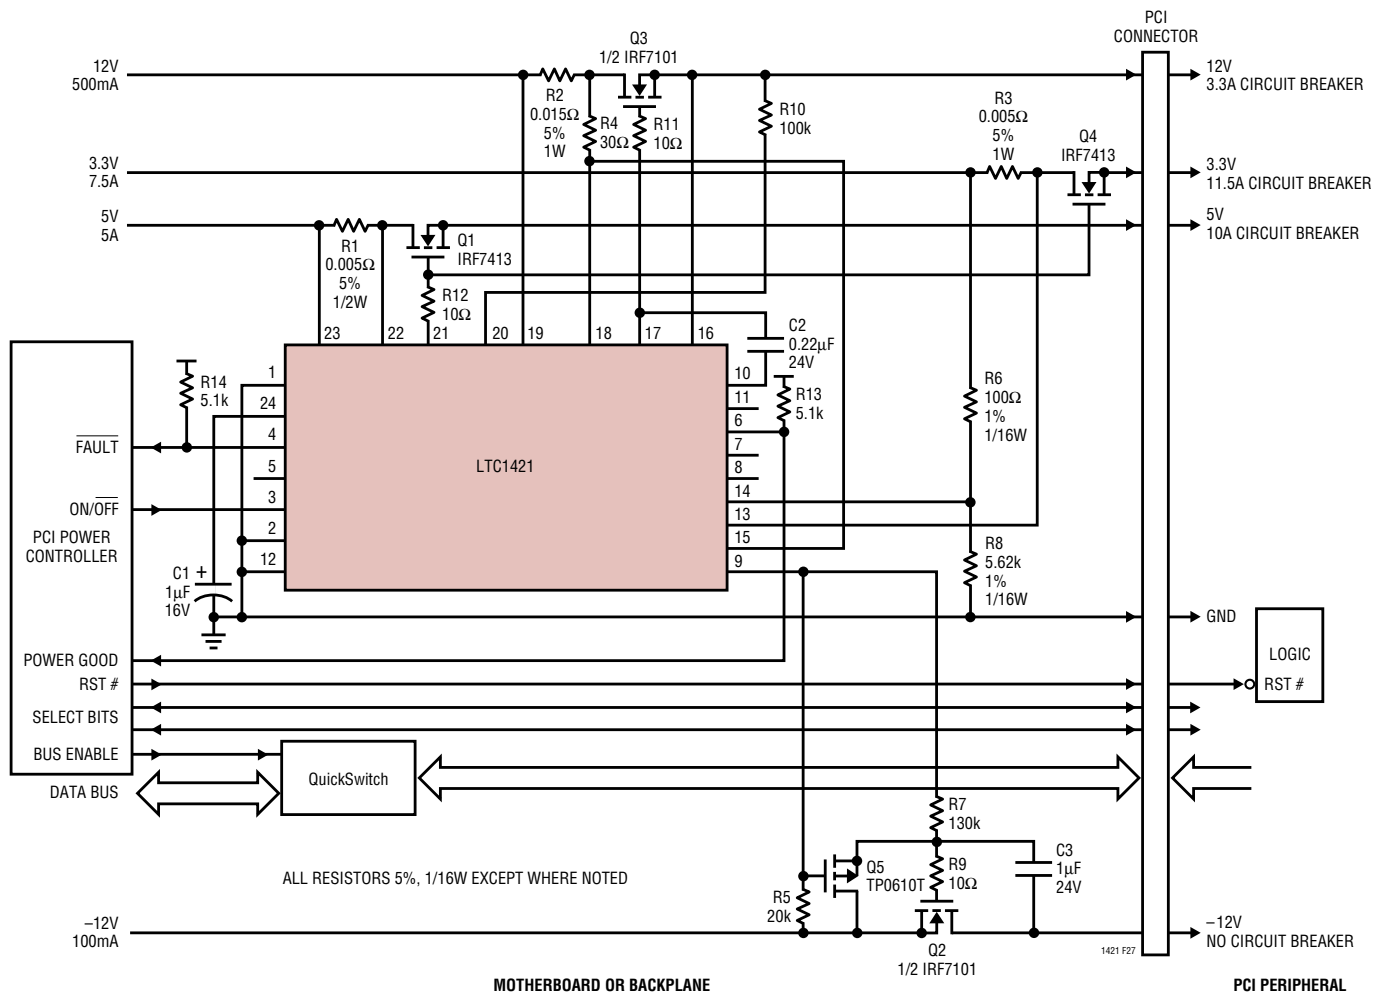 PCI
CONNECTOR
12V
500mA
Q3
1/2 IRF7101
R2
0.015Ω
5%
1W
R4
30Ω
R11
10Ω
R10
100k
12V
3.3A CIRCUIT BREAKER
R3
0.005Ω
5%
1W
Q4
IRF7413
3.3V
7.5A
3.3V
11.5A CIRCUIT BREAKER
5V
5A
R1
0.005Ω
5%
1/2W
Q1
IRF7413
5V
10A CIRCUIT BREAKER
R12
10Ω
23
22
21
20
19
18
17
16
C2
0.22µF
24V
R14
5.1k
1
24
4
5
3
2
12
LTC1421
10
11
6
7
8
14
13
15
9
R13
5.1k
R6
100Ω
1%
1/16W
R8
5.62k
1%
1/16W
FAULT
ON/OFF
PCI POWER
CONTROLLER
C1
1µF
16V
+
GND
POWER GOOD
RST #
SELECT BITS
BUS ENABLE
DATA BUS
LOGIC
RST #
QuickSwitch
R7
130k
ALL RESISTORS 5%, 1/16W EXCEPT WHERE NOTED
Q5
TP0610T
R9
10Ω
C3
1µF
24V
R5
20k
–12V
100mA
Q2
1/2 IRF7101
1421 F27
–12V
NO CIRCUIT BREAKER
MOTHERBOARD OR BACKPLANE
PCI PERIPHERAL